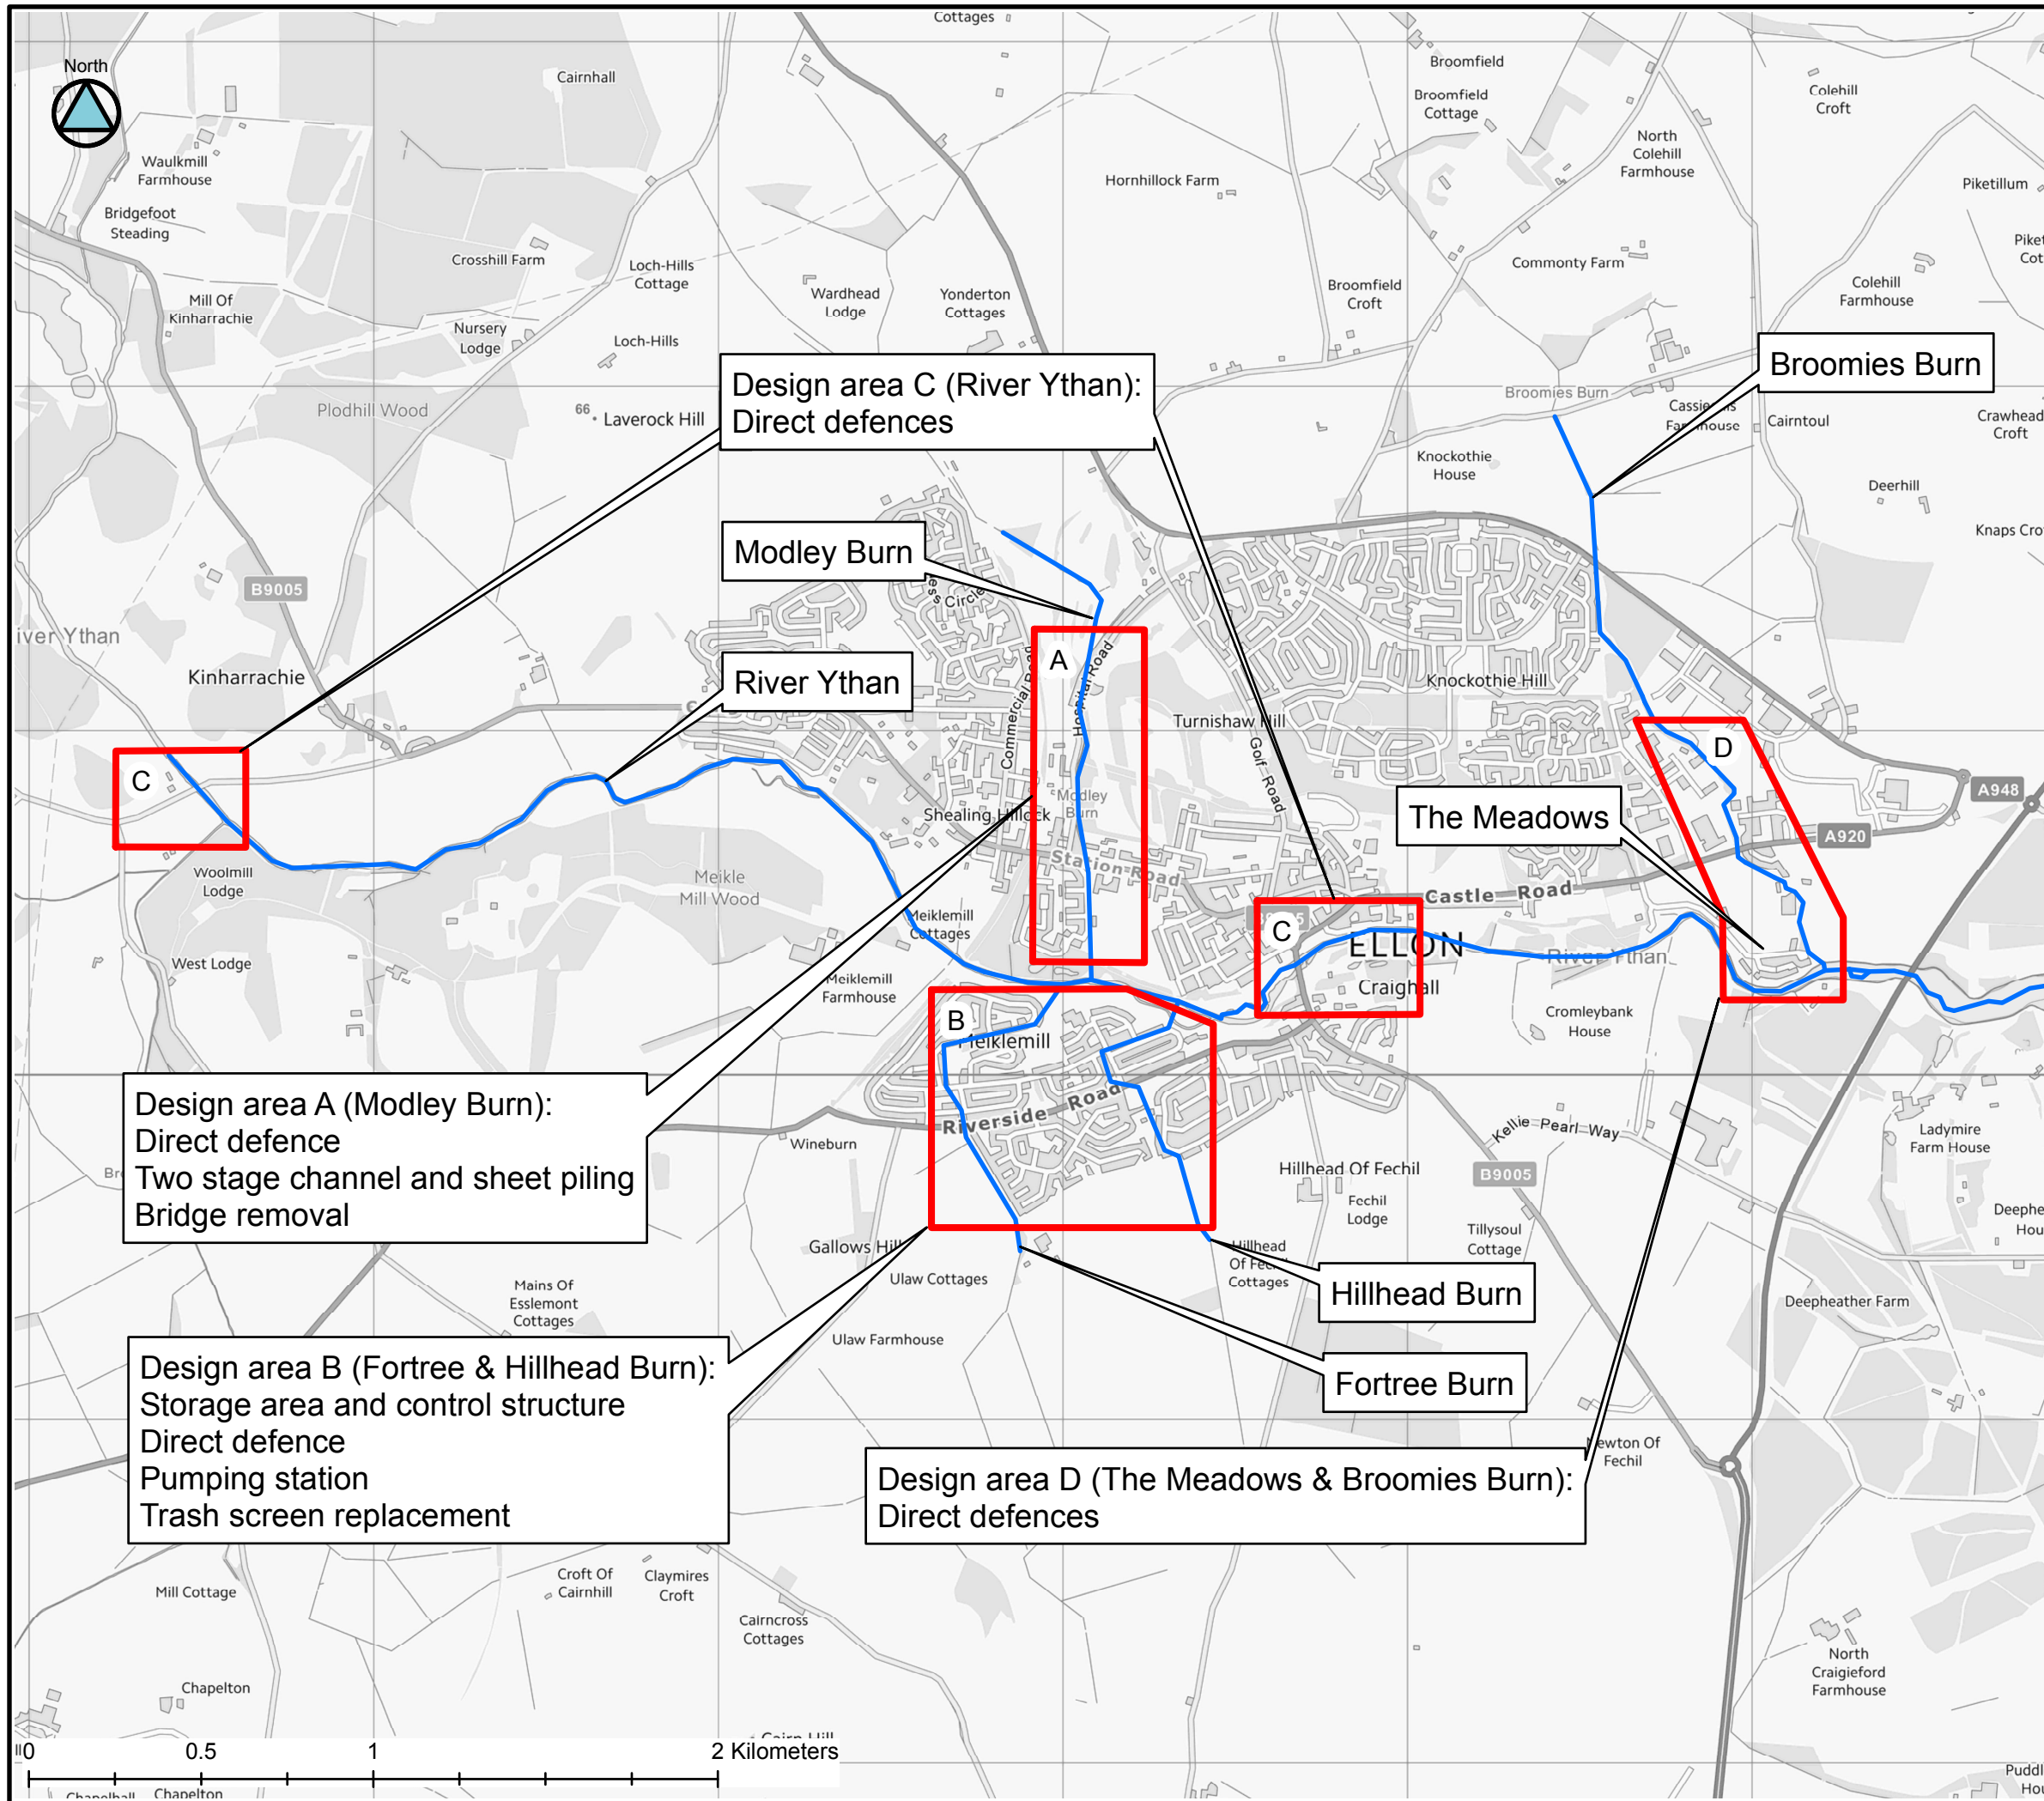 Cottages
North
Cairnhall
Broomfield
Broomfield
Cottage
Colehill
Croft
North
Colehill
Farmhouse
Waulkmill
Farmhouse
Hornhillock Farm
Piketillum
Bridgefoot
Steading
Crosshill Farm
Loch-Hills
Cottage
Commonty Farm
Mill Of
Kinharrachie
Wardhead
Lodge
Yonderton
Cottages
Broomfield
Croft
Colehill
Farmhouse
Nursery
Lodge
Loch-Hills
Design area C (River Ythan):
Direct defences
Broomies Burn
Plodhill Wood
66
Laverock Hill
Broomies Burn
Cairntoul
Crawhead
Croft
Knockothie
House
Deerhill
Modley Burn
B9005
River Ythan
Kinharrachie
A
Hospital Road
Knockothie Hill
Turnishaw Hill
Golf Road
D
C
A948
The Meadows
A920
Shealing Hillock
Modley
Burn
Station Road
Woolmill
Lodge
Meikle
Mill Wood
Castle Road
Meiklemill
Cottages
C
ELLON
River Ythan
West Lodge
Meiklemill
Farmhouse
Craighall
B
Meiklemill
Cromleybank
House
Design area A (Modley Burn):
Direct defence
Two stage channel and sheet piling
Bridge removal
Riverside Road
Wineburn
Kellie Pearl Way
Ladymire
Farm House
Hillhead Of Fechil
B9005
Fechil
Lodge
Tillysoul
Cottage
Gallows Hill
Ulaw Cottages
Hillhead
Of Fechil
Cottages
Mains Of
Esslemont
Cottages
Hillhead Burn
Deepheather Farm
Ulaw Farmhouse
Design area B (Fortree & Hillhead Burn):
Storage area and control structure
Direct defence
Pumping station
Trash screen replacement
Fortree Burn
Newton Of
Fechil
Design area D (The Meadows & Broomies Burn):
Direct defences
Mill Cottage
Croft Of
Cairnhill
Claymires
Croft
Cairncross
Cottages
North
Craigieford
Farmhouse
Chapelton
0 0.5 1 2 Kilometers
Chapelton